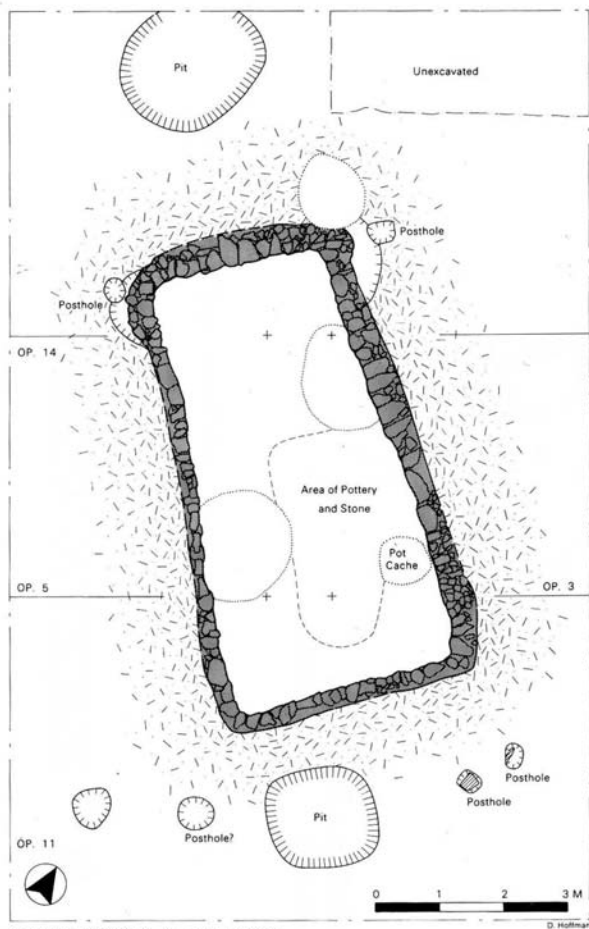 Pit
Unexcavated
Posthole
Posthole
OP. 14
Area of Pottery
and Stone
Pot
Cache
OP. 5
OP. 3
Posthole
Posthole
Posthole?
Pit
OP. 11
0 1 2 3 M
D. Hoffman